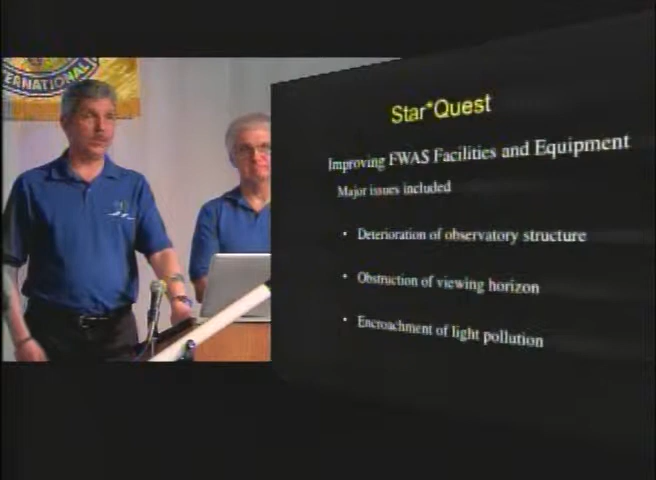 ERNATIONAL
Star*Quest
Improving FWAS Facilities and Equipment
Major issues included
• Deterioration of observatory structure
• Obstruction of viewing horizon
• Encroachment of light pollution